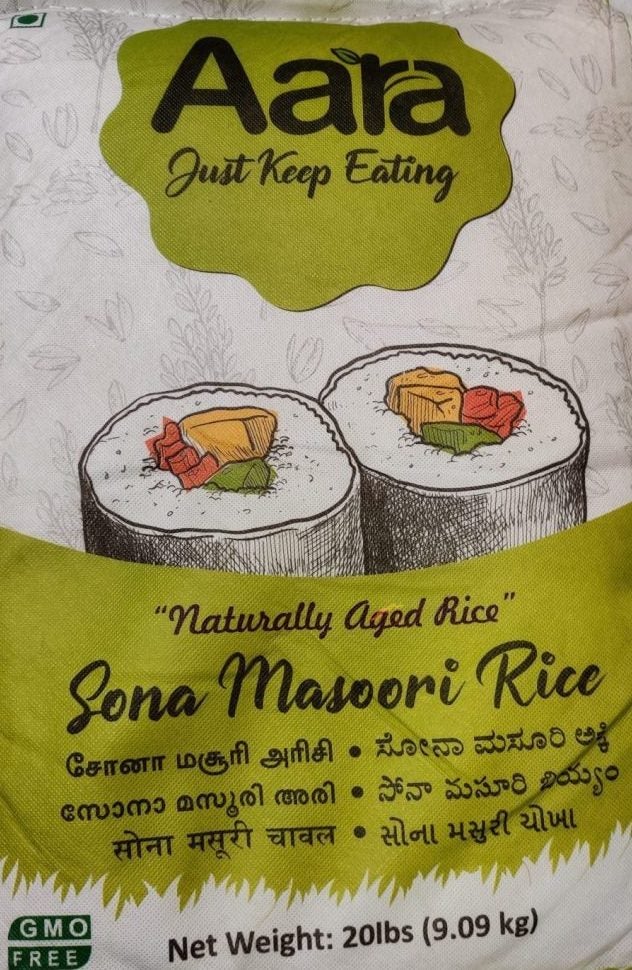 Aara
Just Keep Eating
"Naturally Aged Rice"
Sona Masoori Rice
சோனா மசூரி அரிசி • ಸೋನಾ ಮಸೂರಿ ಅಕ್ಕಿ
സോനാ മസൂരി അരി • సోనా మసూరి బియ్యం
सोना मसूरी चावल • સોના મસુરી ચોખા
GMO
FREE
Net Weight: 20lbs (9.09 kg)